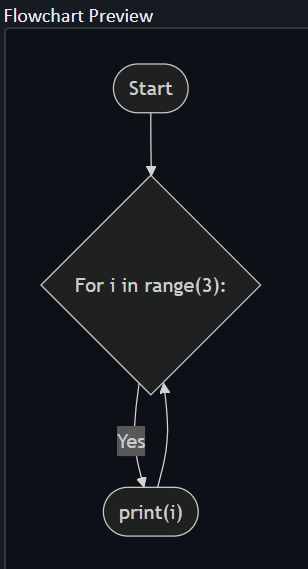 Flowchart Preview
Start
For i in range(3):
Yes
print(i)